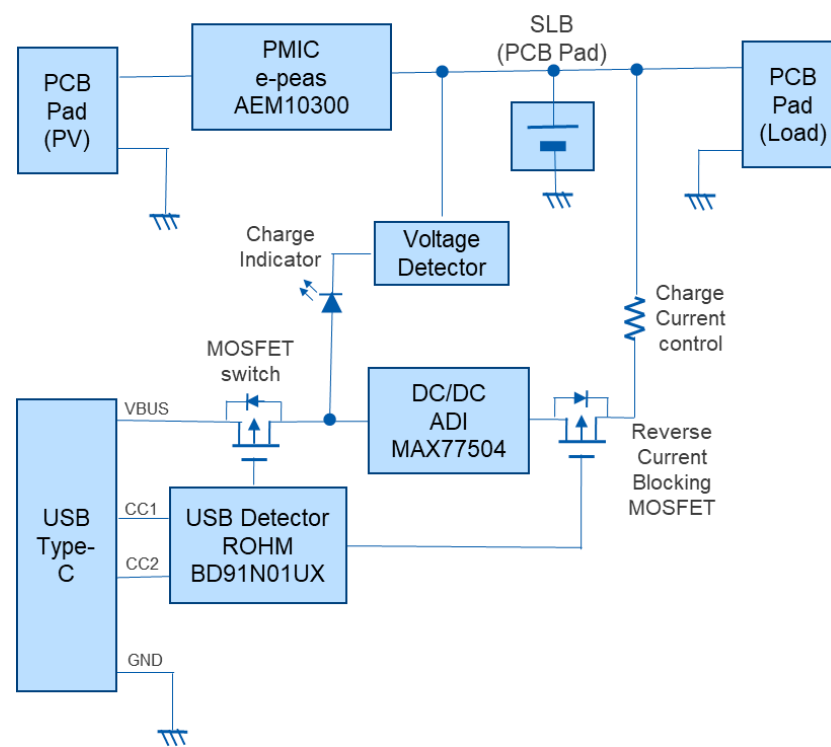 SLB
(PCB Pad)
PCB
Pad
(PV)
PMIC
e-peas
AEM10300
PCB
Pad
(Load)
Charge
Indicator
Voltage
Detector
Charge
Current
control
MOSFET
switch
DC/DC
ADI
MAX77504
Reverse
Current
Blocking
MOSFET
USB
Type-
C
VBUS
CC1
CC2
GND
USB Detector
ROHM
BD91N01UX